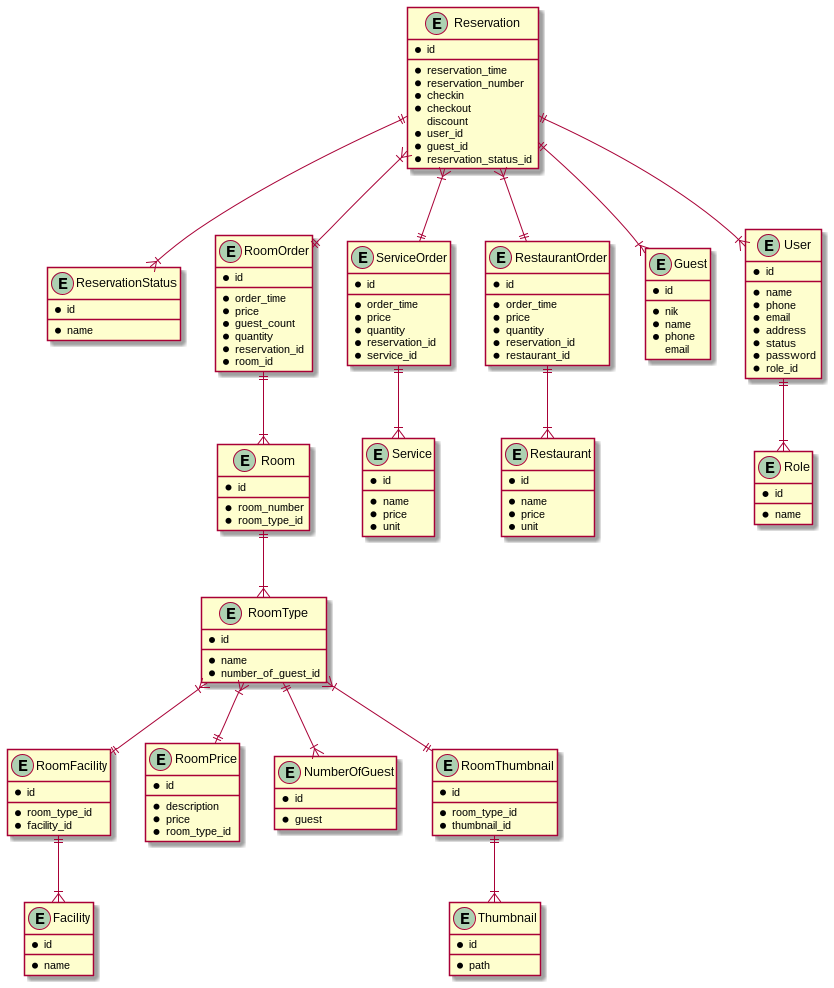 E Reservation
id
reservation_time
reservation_number
checkin
checkout
discount
user_id
guest_id
reservation_status_id
E ReservationStatus
id
name
E RoomOrder
id
order_time
price
guest_count
quantity
reservation_id
room_id
E ServiceOrder
id
order_time
price
quantity
reservation_id
service_id
E RestaurantOrder
id
order_time
price
quantity
reservation_id
restaurant_id
E Guest
id
nik
name
phone
email
E User
id
name
phone
email
address
status
password
role_id
E Room
id
room_number
room_type_id
E Service
id
name
price
unit
E Restaurant
id
name
price
unit
E Role
id
name
E RoomType
id
name
number_of_guest_id
E RoomFacility
id
room_type_id
facility_id
E RoomPrice
id
description
price
room_type_id
E NumberOfGuest
id
guest
E RoomThumbnail
id
room_type_id
thumbnail_id
E Facility
id
name
E Thumbnail
id
path